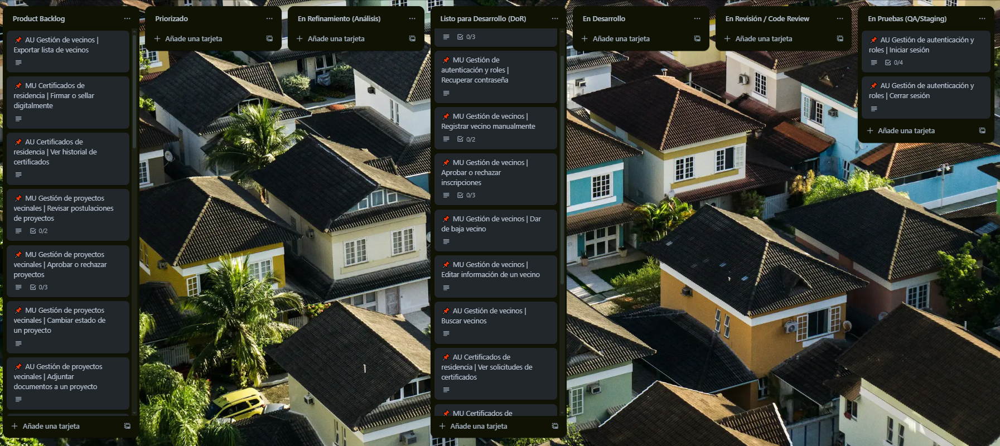 Product Backlog
AU Gestión de vecinos |
Exportar lista de vecinos
MU Certificados de
residencia | Firmar o sellar
digitalmente
AU Certificados de
residencia | Ver historial de
certificados
MU Gestión de proyectos
vecinales | Revisar postulaciones
de proyectos
0/2
MU Gestión de proyectos
vecinales | Aprobar o rechazar
proyectos
0/3
MU Gestión de proyectos
vecinales | Cambiar estado de
un proyecto
AU Gestión de proyectos
vecinales | Adjuntar
documentos a un proyecto
Añade una tarjeta
Priorizado
Añade una tarjeta
En Refinamiento (Análisis)
Añade una tarjeta
Listo para Desarrollo (DoR)
0/3
MU Gestión de
autenticación y roles |
Recuperar contraseña
MU Gestión de vecinos |
Registrar vecino manualmente
0/2
MU Gestión de vecinos |
Aprobar o rechazar
inscripciones
0/3
MU Gestión de vecinos | Dar
de baja vecino
MU Gestión de vecinos |
Editar información de un vecino
AU Gestión de vecinos |
Buscar vecinos
AU Certificados de
residencia | Ver solicitudes de
certificados
MU Certificados de
Añade una tarjeta
En Desarrollo
Añade una tarjeta
En Revisión / Code Review
Añade una tarjeta
En Pruebas (QA/Staging)
AU Gestión de autenticación y
roles | Iniciar sesión
0/4
AU Gestión de autenticación y
roles | Cerrar sesión
Añade una tarjeta